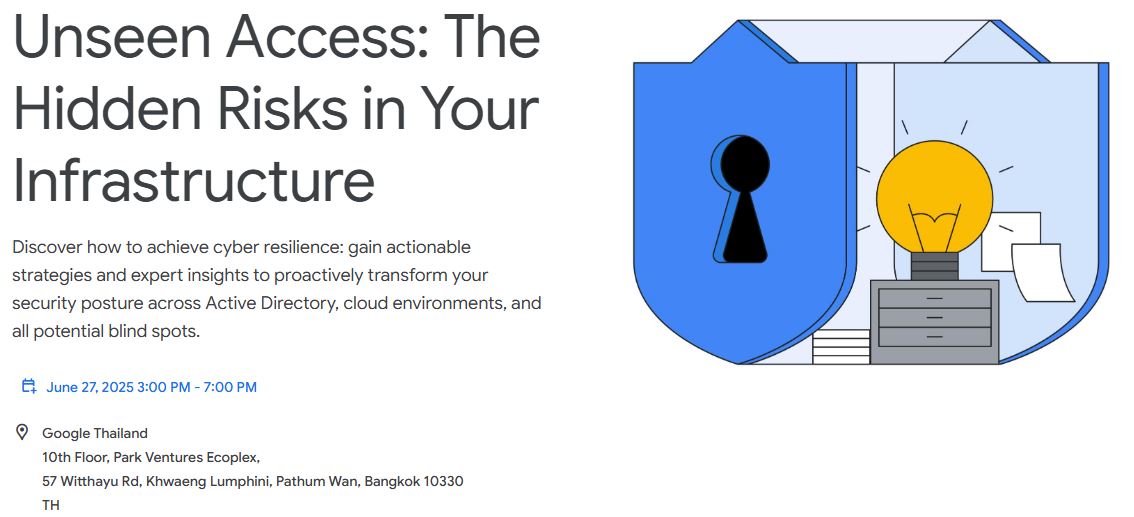 Unseen Access: The
Hidden Risks in Your
Infrastructure
Discover how to achieve cyber resilience: gain actionable
strategies and expert insights to proactively transform your
security posture across Active Directory, cloud environments, and
all potential blind spots.
June 27, 2025 3:00 PM - 7:00 PM
Google Thailand
10th Floor, Park Ventures Ecoplex,
57 Witthayu Rd, Khwaeng Lumphini, Pathum Wan, Bangkok 10330
TH